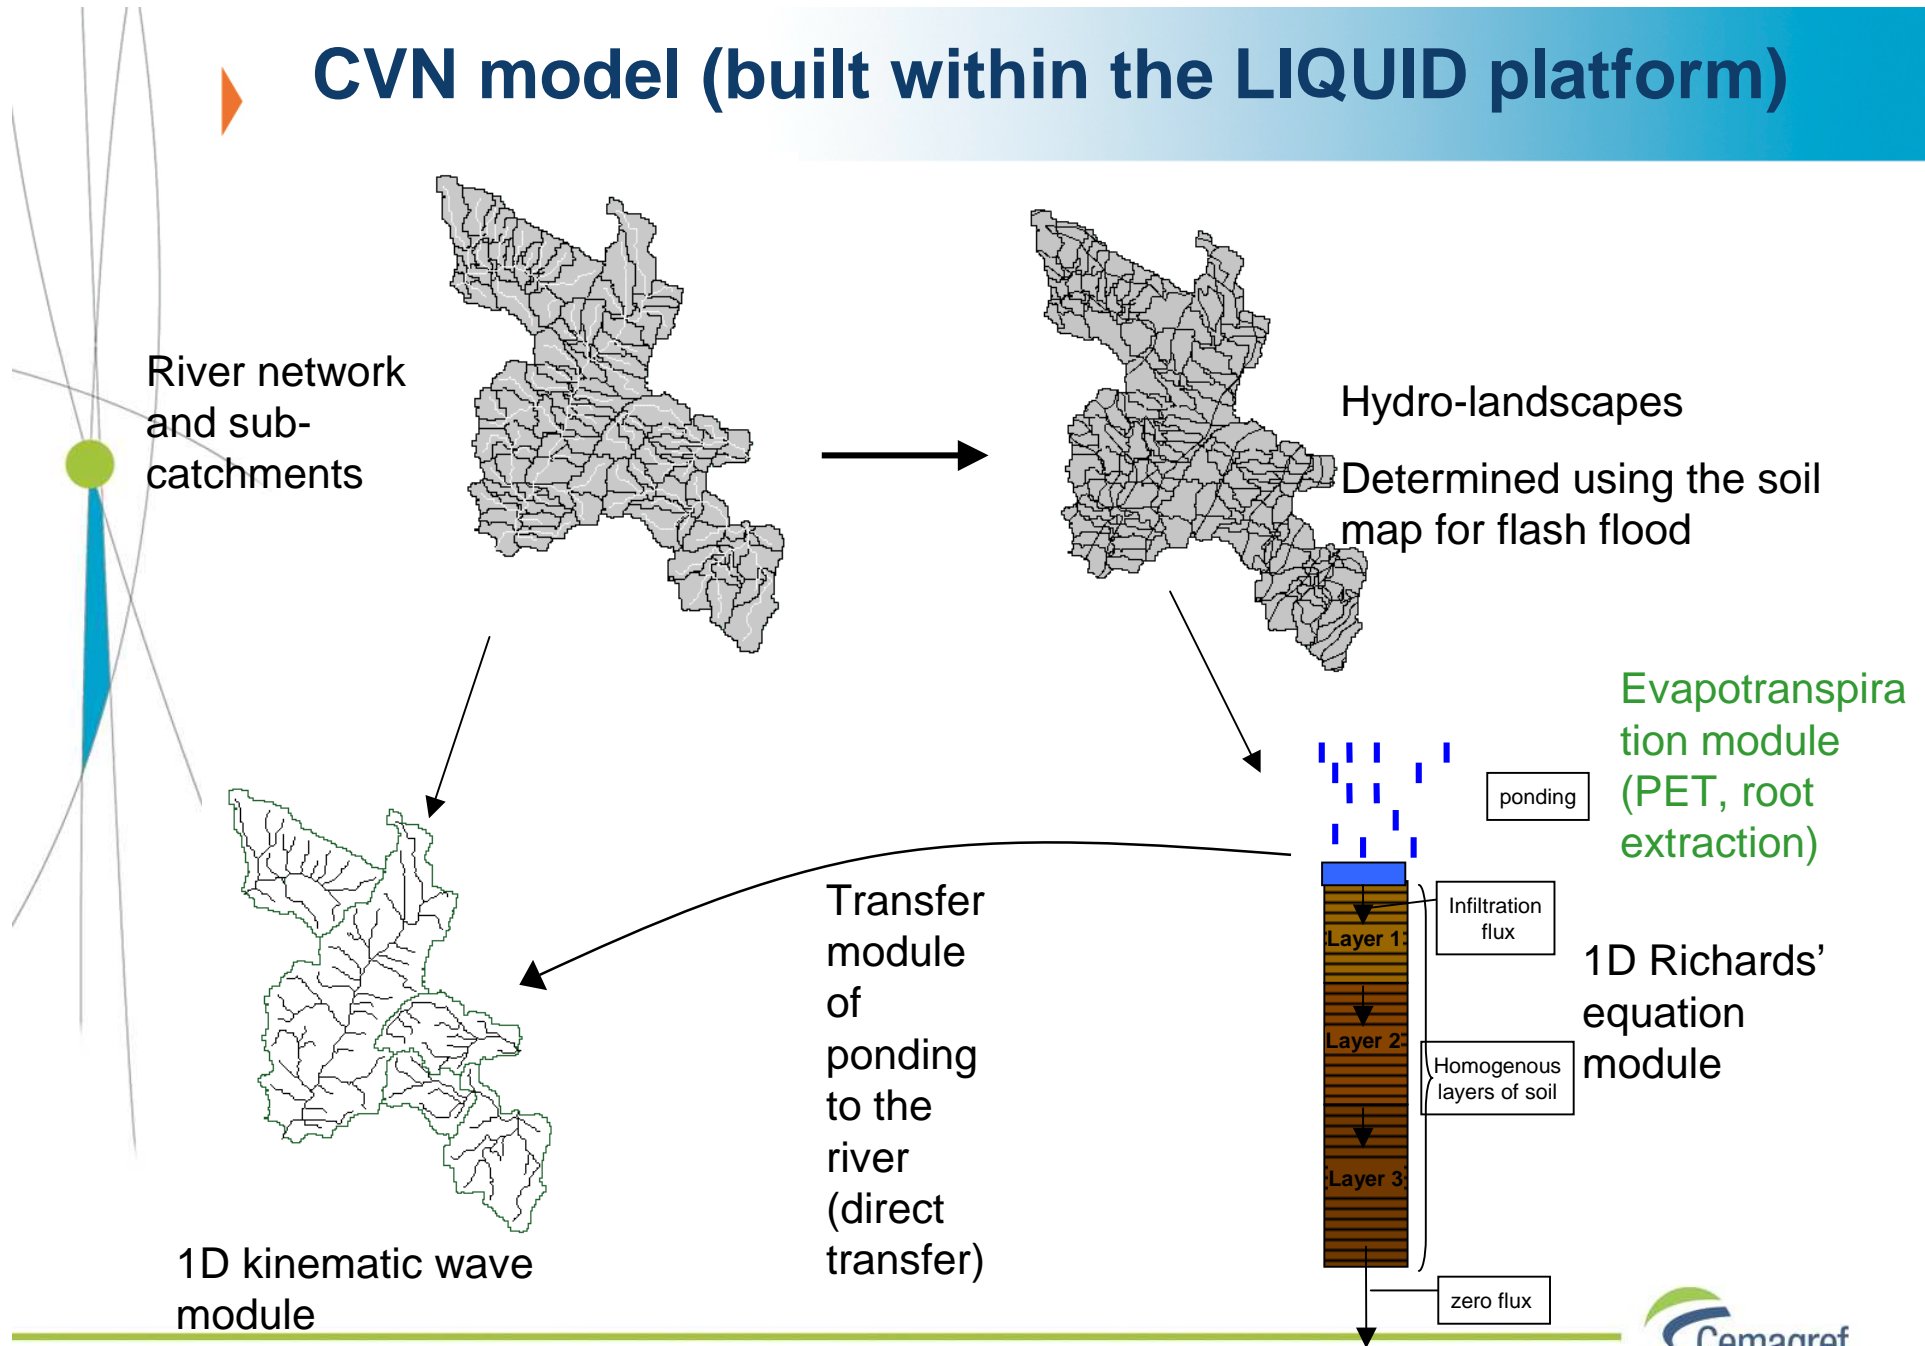 CVN model (built within the LIQUID platform)
River network
and sub-
catchments
Hydro-landscapes
Determined using the soil
map for flash flood
Evapotranspira
tion module
(PET, root
extraction)
ponding
Infiltration
flux
Layer 1
Layer 2
Layer 3
Homogenous
layers of soil
1D Richards’
equation
module
zero flux
Transfer
module
of
ponding
to the
river
(direct
transfer)
1D kinematic wave
module
Cemagref